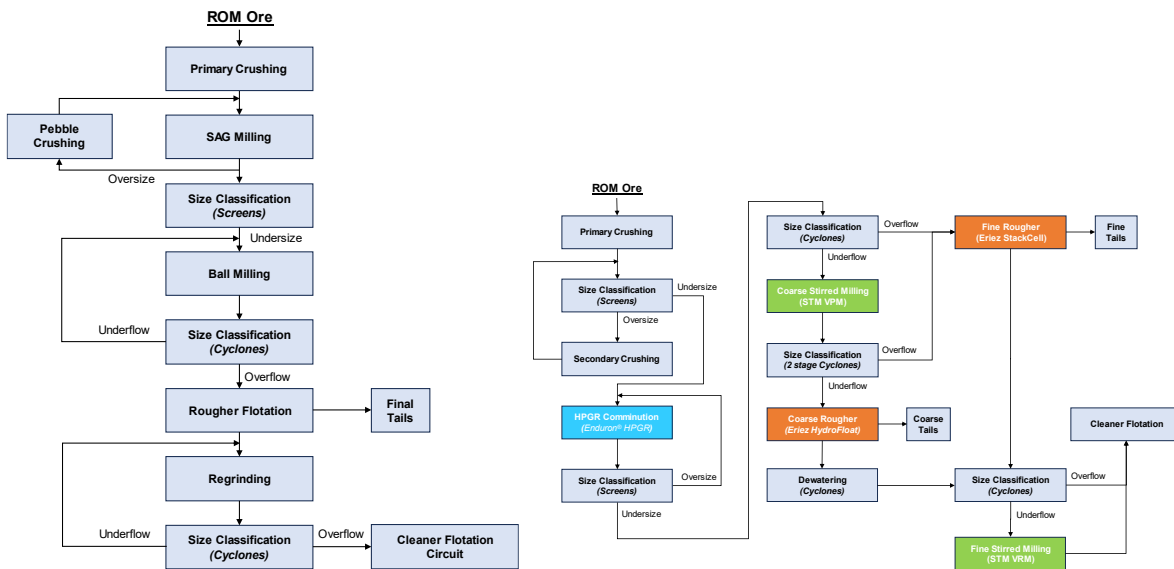 ROM Ore
Primary Crushing
Pebble
Crushing
SAG Milling
Oversize
Size Classification
(Screens)
Undersize
Ball Milling
Underflow
Size Classification
(Cyclones)
Overflow
Rougher Flotation
Final
Tails
Regrinding
Underflow
Size Classification
(Cyclones)
Overflow
Cleaner Flotation
Circuit
ROM Ore
Primary Crushing
Size Classification
(Screens)
Undersize
Oversize
Secondary Crushing
HPGR Comminution
(Enduron® HPGR)
Size Classification
(Screens)
Oversize
Undersize
Size Classification
(Cyclones)
Overflow
Fine Rougher
(Eriez StackCell)
Fine
Tails
Underflow
Coarse Stirred Milling
(STM VPM)
Size Classification
(2 stage Cyclones)
Overflow
Underflow
Coarse Rougher
(Eriez HydroFloat)
Coarse
Tails
Cleaner Flotation
Dewatering
(Cyclones)
Size Classification
(Cyclones)
Overflow
Underflow
Fine Stirred Milling
(STM VRM)